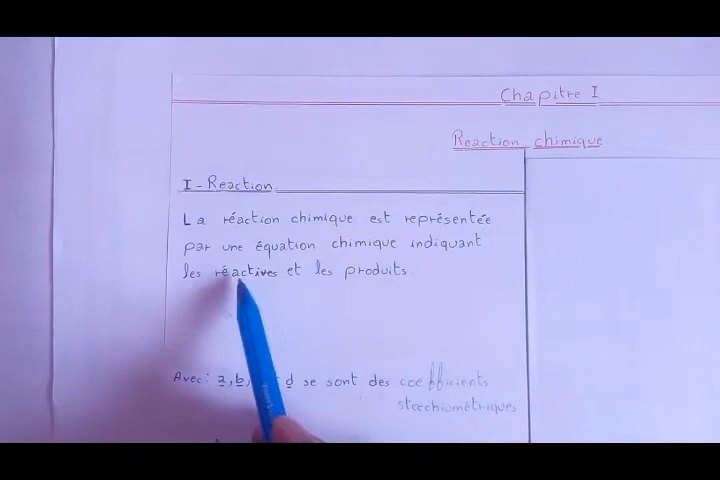 Chapitre I
Reaction chimique
I - Reaction
La réaction chimique est représentée
par une équation chimique indiquant
les réactives et les produits
Avec: a, b, d se sont des coefficients
stœchiométriques